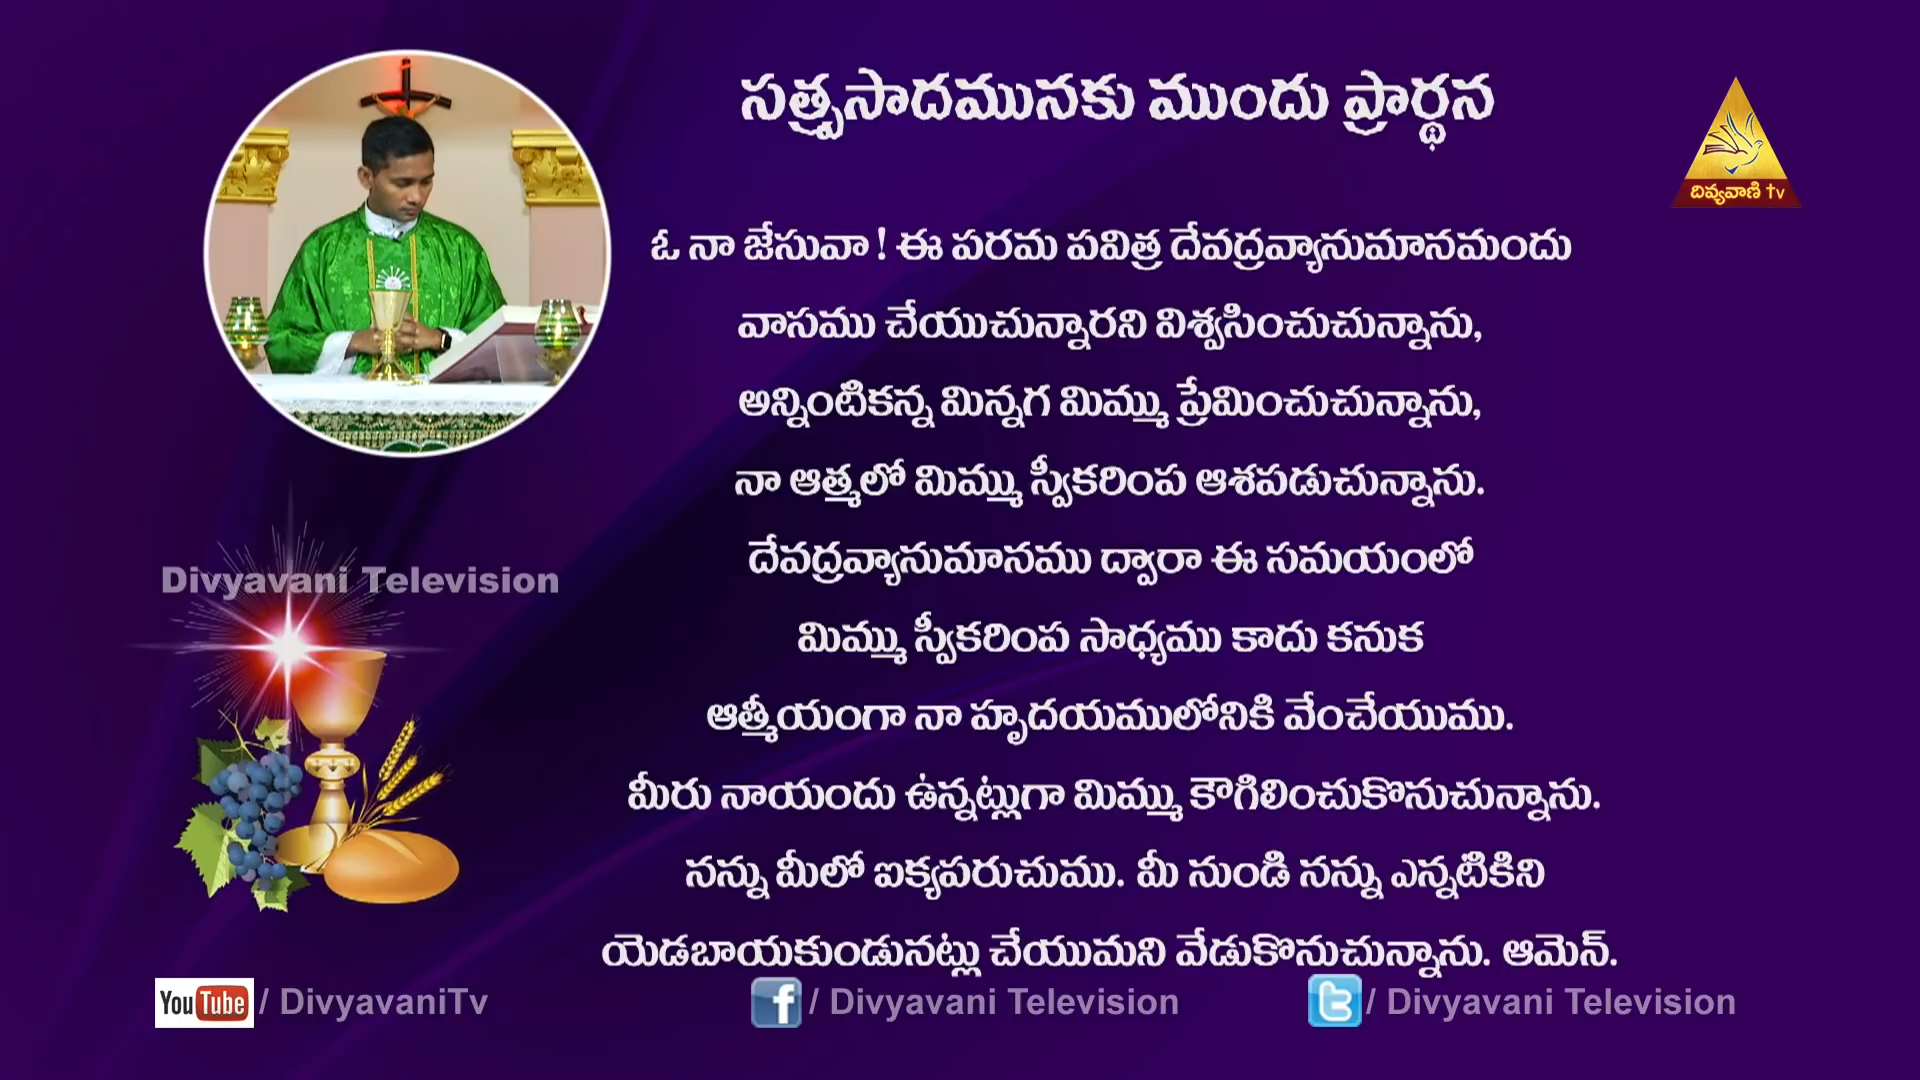 సత్ప్రసాదమునకు ముందు ప్రార్థన
దివ్యవాణి tv
ఓ నా జేసువా! ఈ పరమ పవిత్ర దేవద్రవ్యానుమానమందు
వాసము చేయుచున్నారని విశ్వసించుచున్నాను,
అన్నింటికన్న మిన్నగ మిమ్ము ప్రేమించుచున్నాను,
నా ఆత్మలో మిమ్ము స్వీకరింప ఆశపడుచున్నాను.
దేవద్రవ్యానుమానము ద్వారా ఈ సమయంలో
Divyavani Television
మిమ్ము స్వీకరింప సాధ్యము కాదు కనుక
ఆత్మీయంగా నా హృదయములోనికి వేంచేయుము.
మీరు నాయందు ఉన్నట్లుగా మిమ్ము కౌగిలించుకొనుచున్నాను.
నన్ను మీలో ఐక్యపరుచుము. మీ నుండి నన్ను ఎన్నటికిని
యెడబాయకుండునట్లు చేయుమని వేడుకొనుచున్నాను. ఆమెన్.
YouTube / DivyavaniTv
f / Divyavani Television
t / Divyavani Television